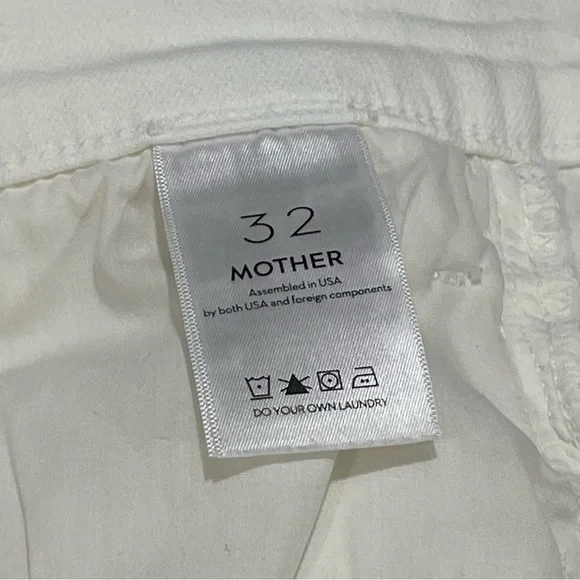 32
MOTHER
Assembled in USA
by both USA and foreign components
DO YOUR OWN LAUNDRY